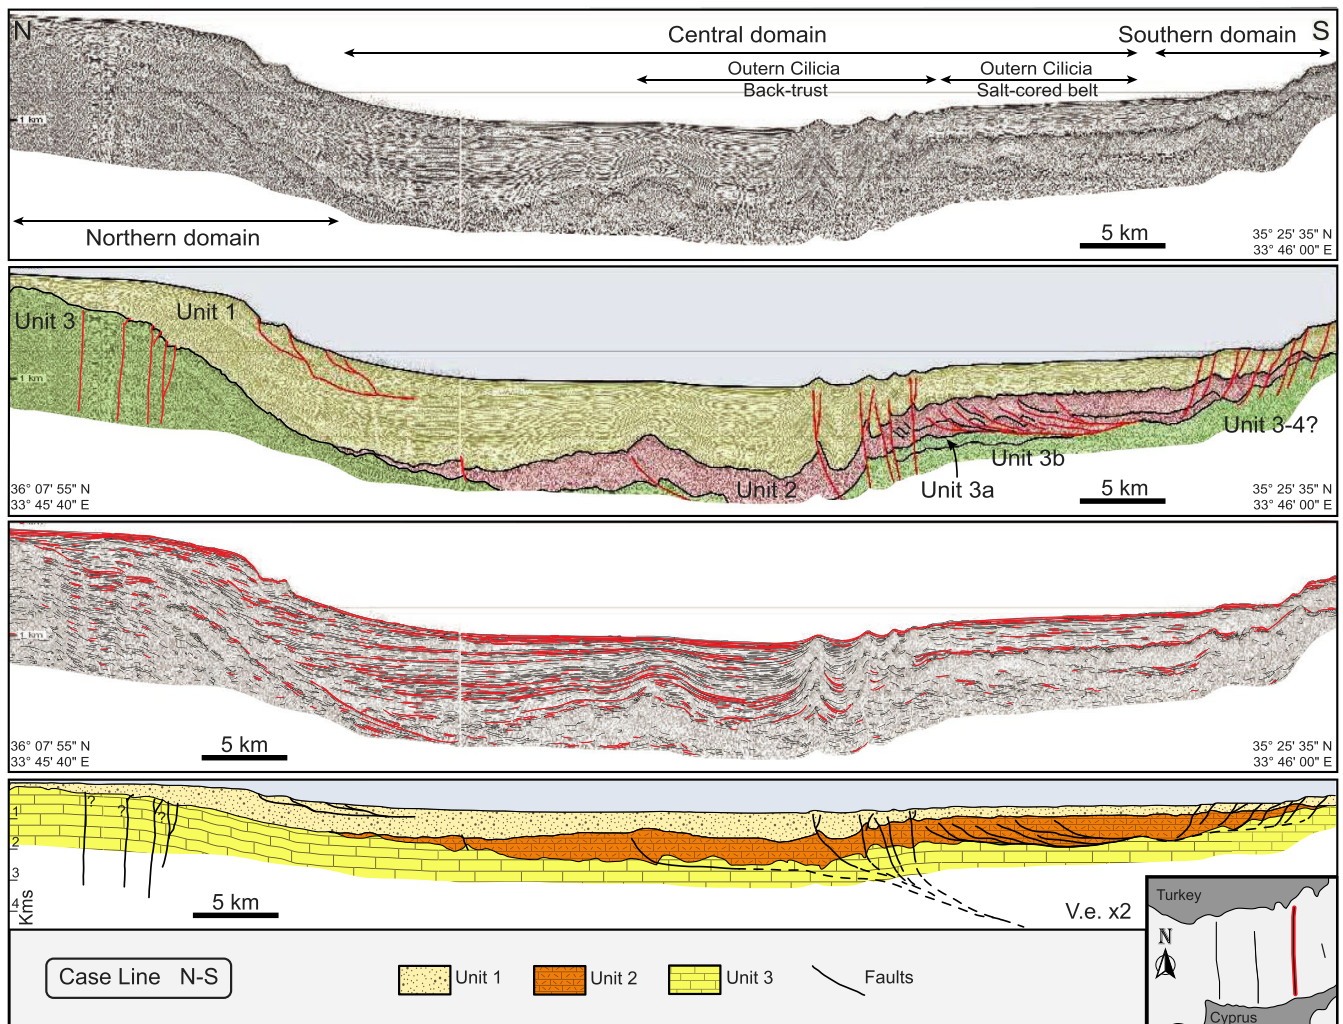 N
Central domain
Southern domain
S
Outern Cilicia
Back-trust
Outern Cilicia
Salt-cored belt
1 km
Northern domain
5 km
35° 25' 35" N
33° 46' 00" E
Unit 3
Unit 1
1 km
Unit 3-4?
Unit 3b
Unit 2
Unit 3a
36° 07' 55" N
33° 45' 40" E
5 km
35° 25' 35" N
33° 46' 00" E
1 km
36° 07' 55" N
33° 45' 40" E
5 km
35° 25' 35" N
33° 46' 00" E
?
?
?
1
2
3
4
Kms
5 km
V.e. x2
Turkey
N
Cyprus
Case Line N-S
Unit 1
Unit 2
Unit 3
Faults